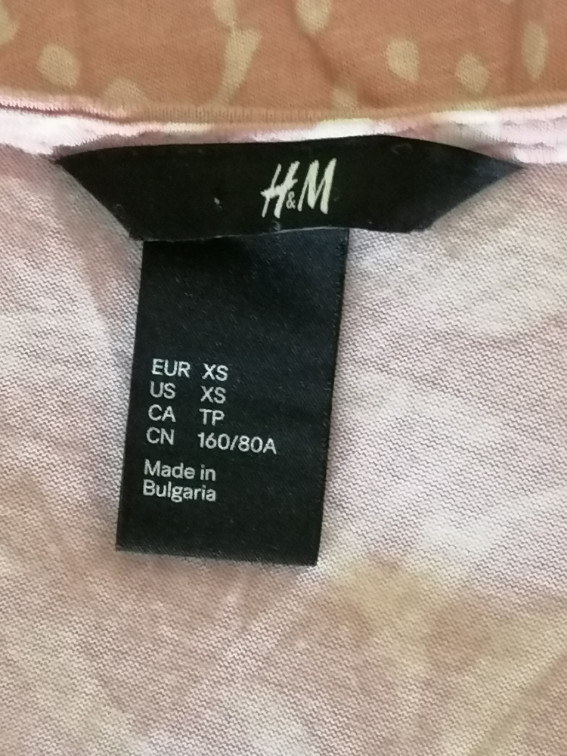 H&M
EUR XS
US XS
CA TP
CN 160/80A
Made in
Bulgaria